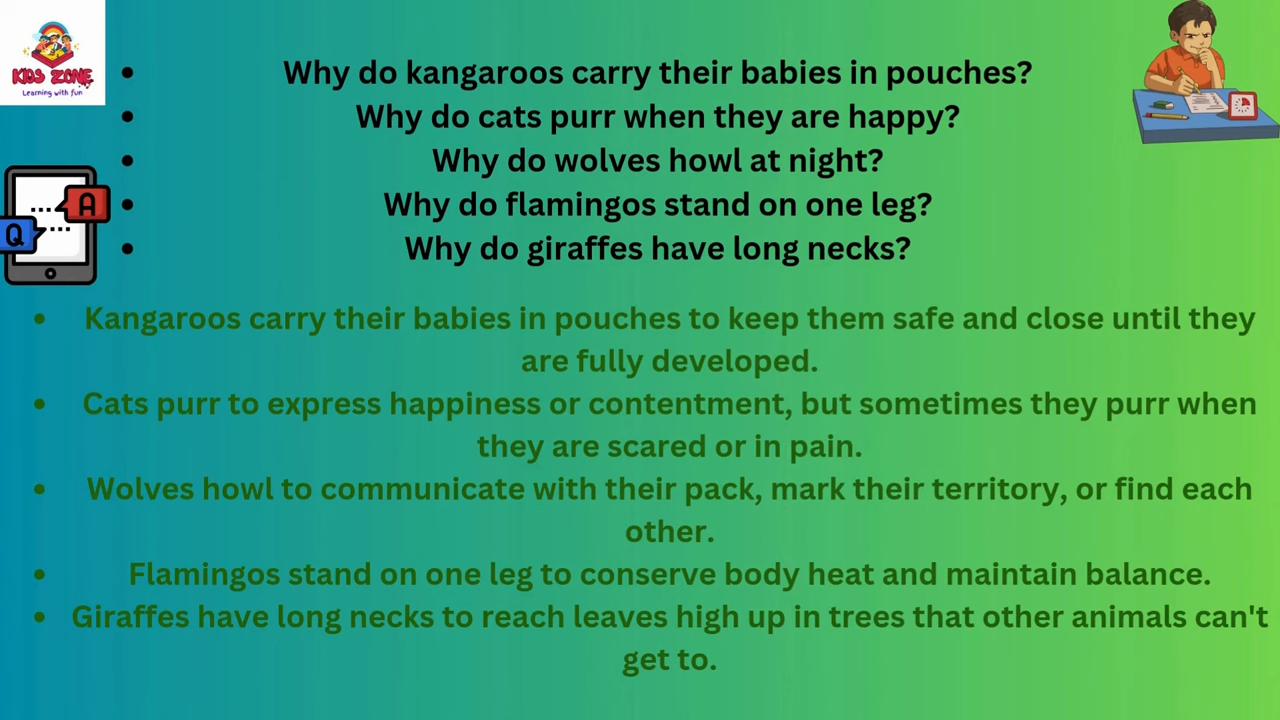 KIDS ZONE
Learning with fun
• Why do kangaroos carry their babies in pouches?
• Why do cats purr when they are happy?
• Why do wolves howl at night?
• Why do flamingos stand on one leg?
• Why do giraffes have long necks?
A
Q
• Kangaroos carry their babies in pouches to keep them safe and close until they
are fully developed.
• Cats purr to express happiness or contentment, but sometimes they purr when
they are scared or in pain.
• Wolves howl to communicate with their pack, mark their territory, or find each
other.
• Flamingos stand on one leg to conserve body heat and maintain balance.
• Giraffes have long necks to reach leaves high up in trees that other animals can't
get to.